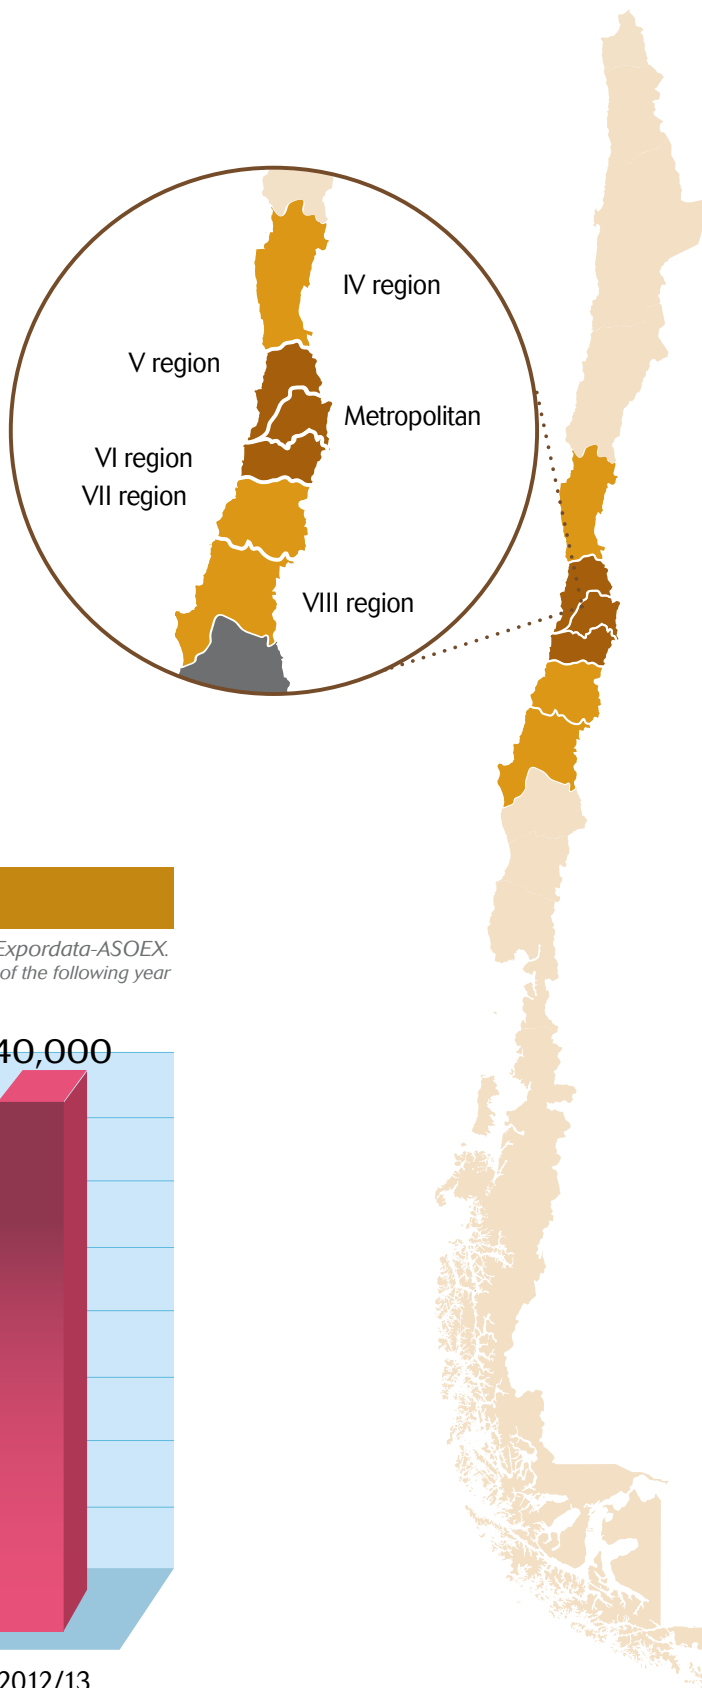 IV region
V region
Metropolitan
VI region
VII region
VIII region
Expordata-ASOEX.
of the following year
40,000
2012/13